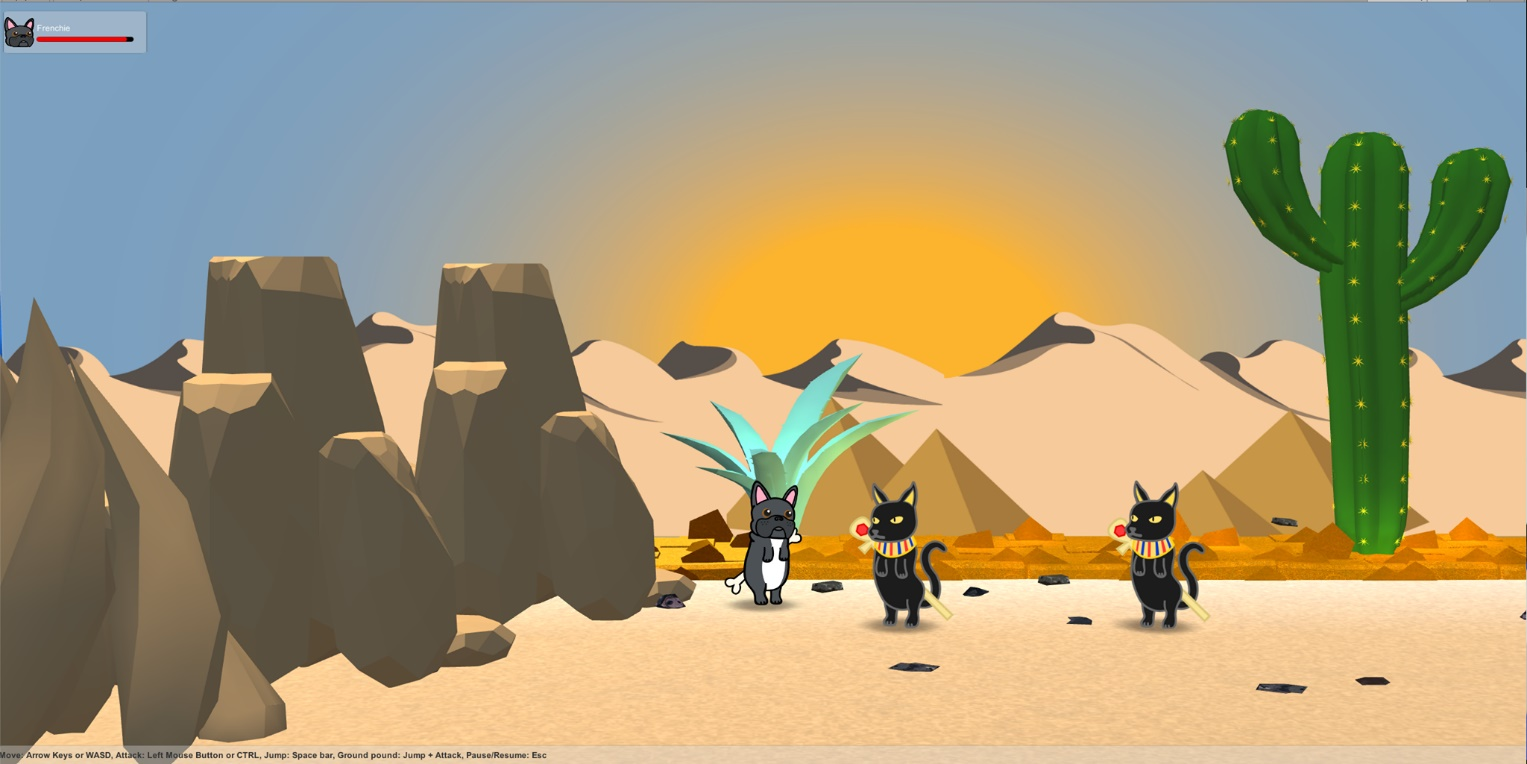 Frenchie
Move: Arrow Keys or WASD, Attack: Left Mouse Button or CTRL, Jump: Space bar, Ground pound: Jump + Attack, Pause/Resume: Esc